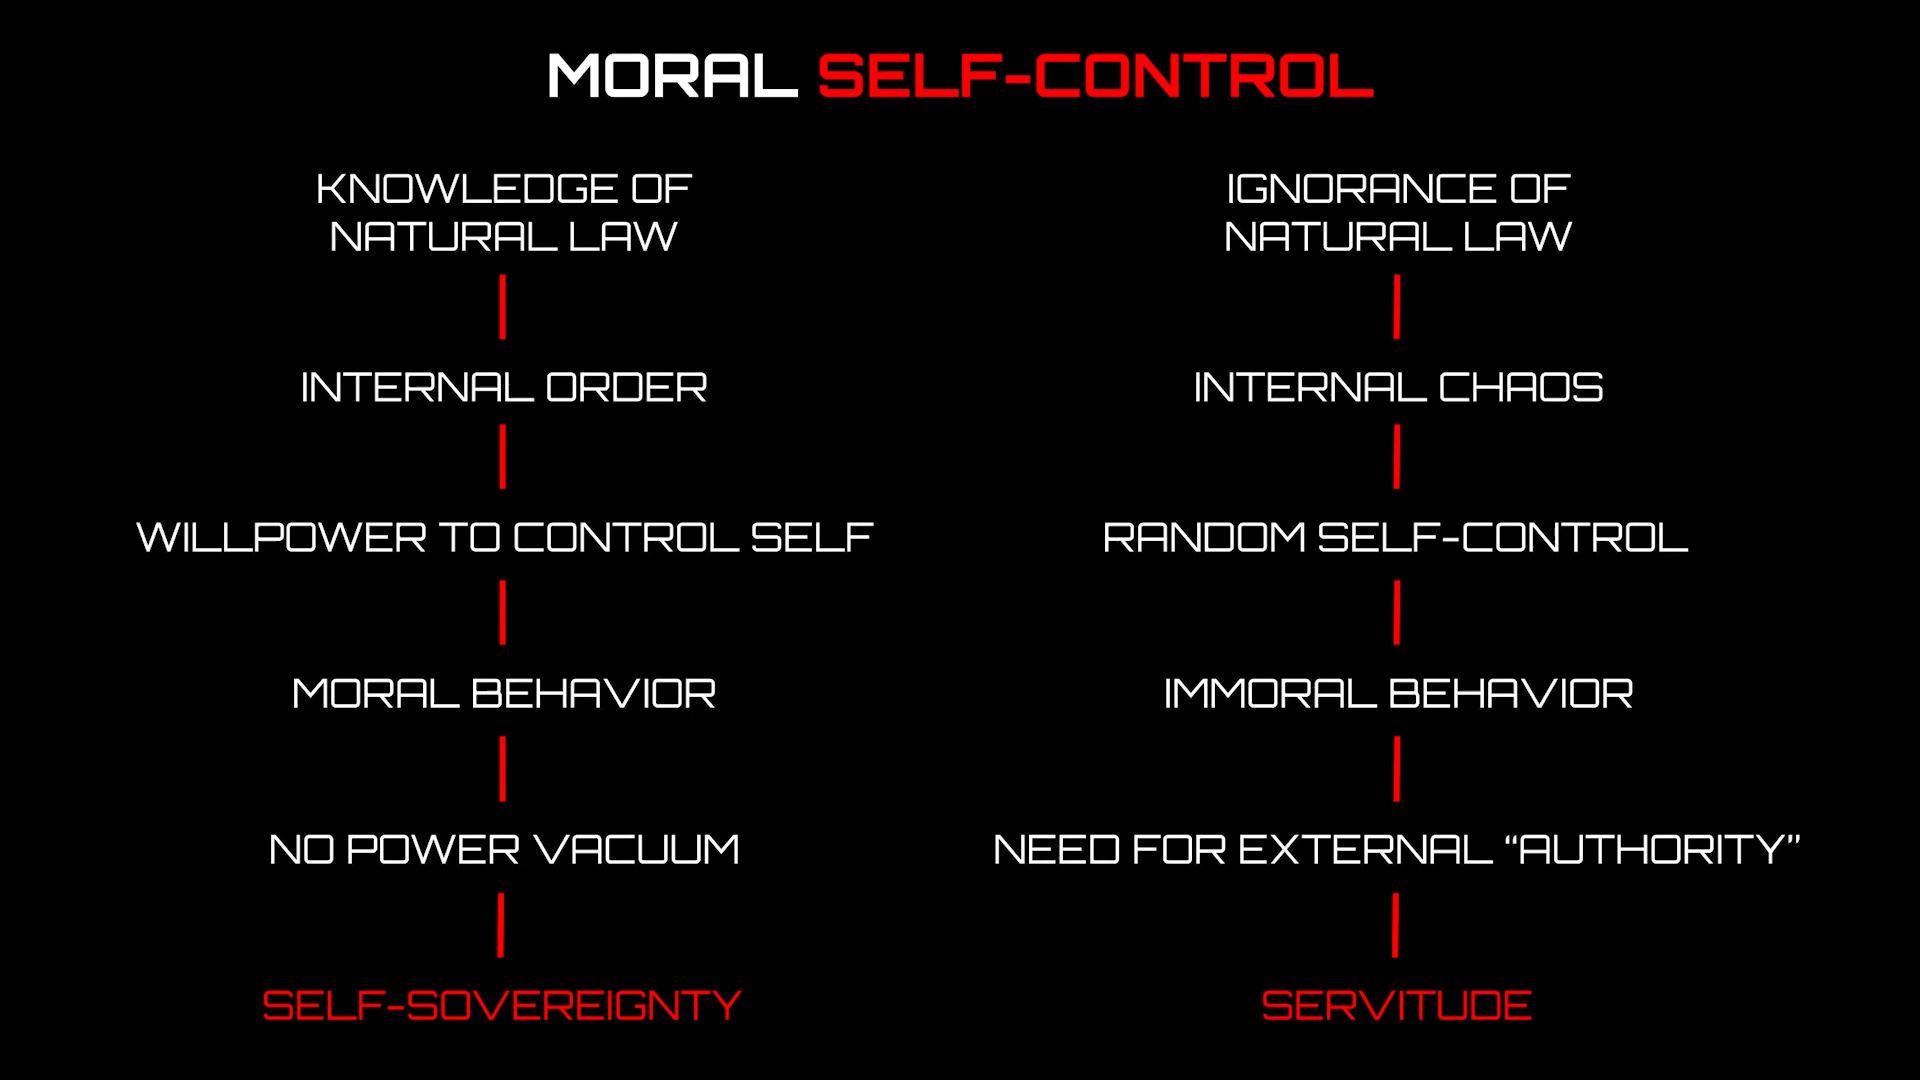 MORAL SELF-CONTROL
KNOWLEDGE OF
NATURAL LAW
INTERNAL ORDER
WILLPOWER TO CONTROL SELF
MORAL BEHAVIOR
NO POWER VACUUM
SELF-SOVEREIGNTY
IGNORANCE OF
NATURAL LAW
INTERNAL CHAOS
RANDOM SELF-CONTROL
IMMORAL BEHAVIOR
NEED FOR EXTERNAL “AUTHORITY”
SERVITUDE